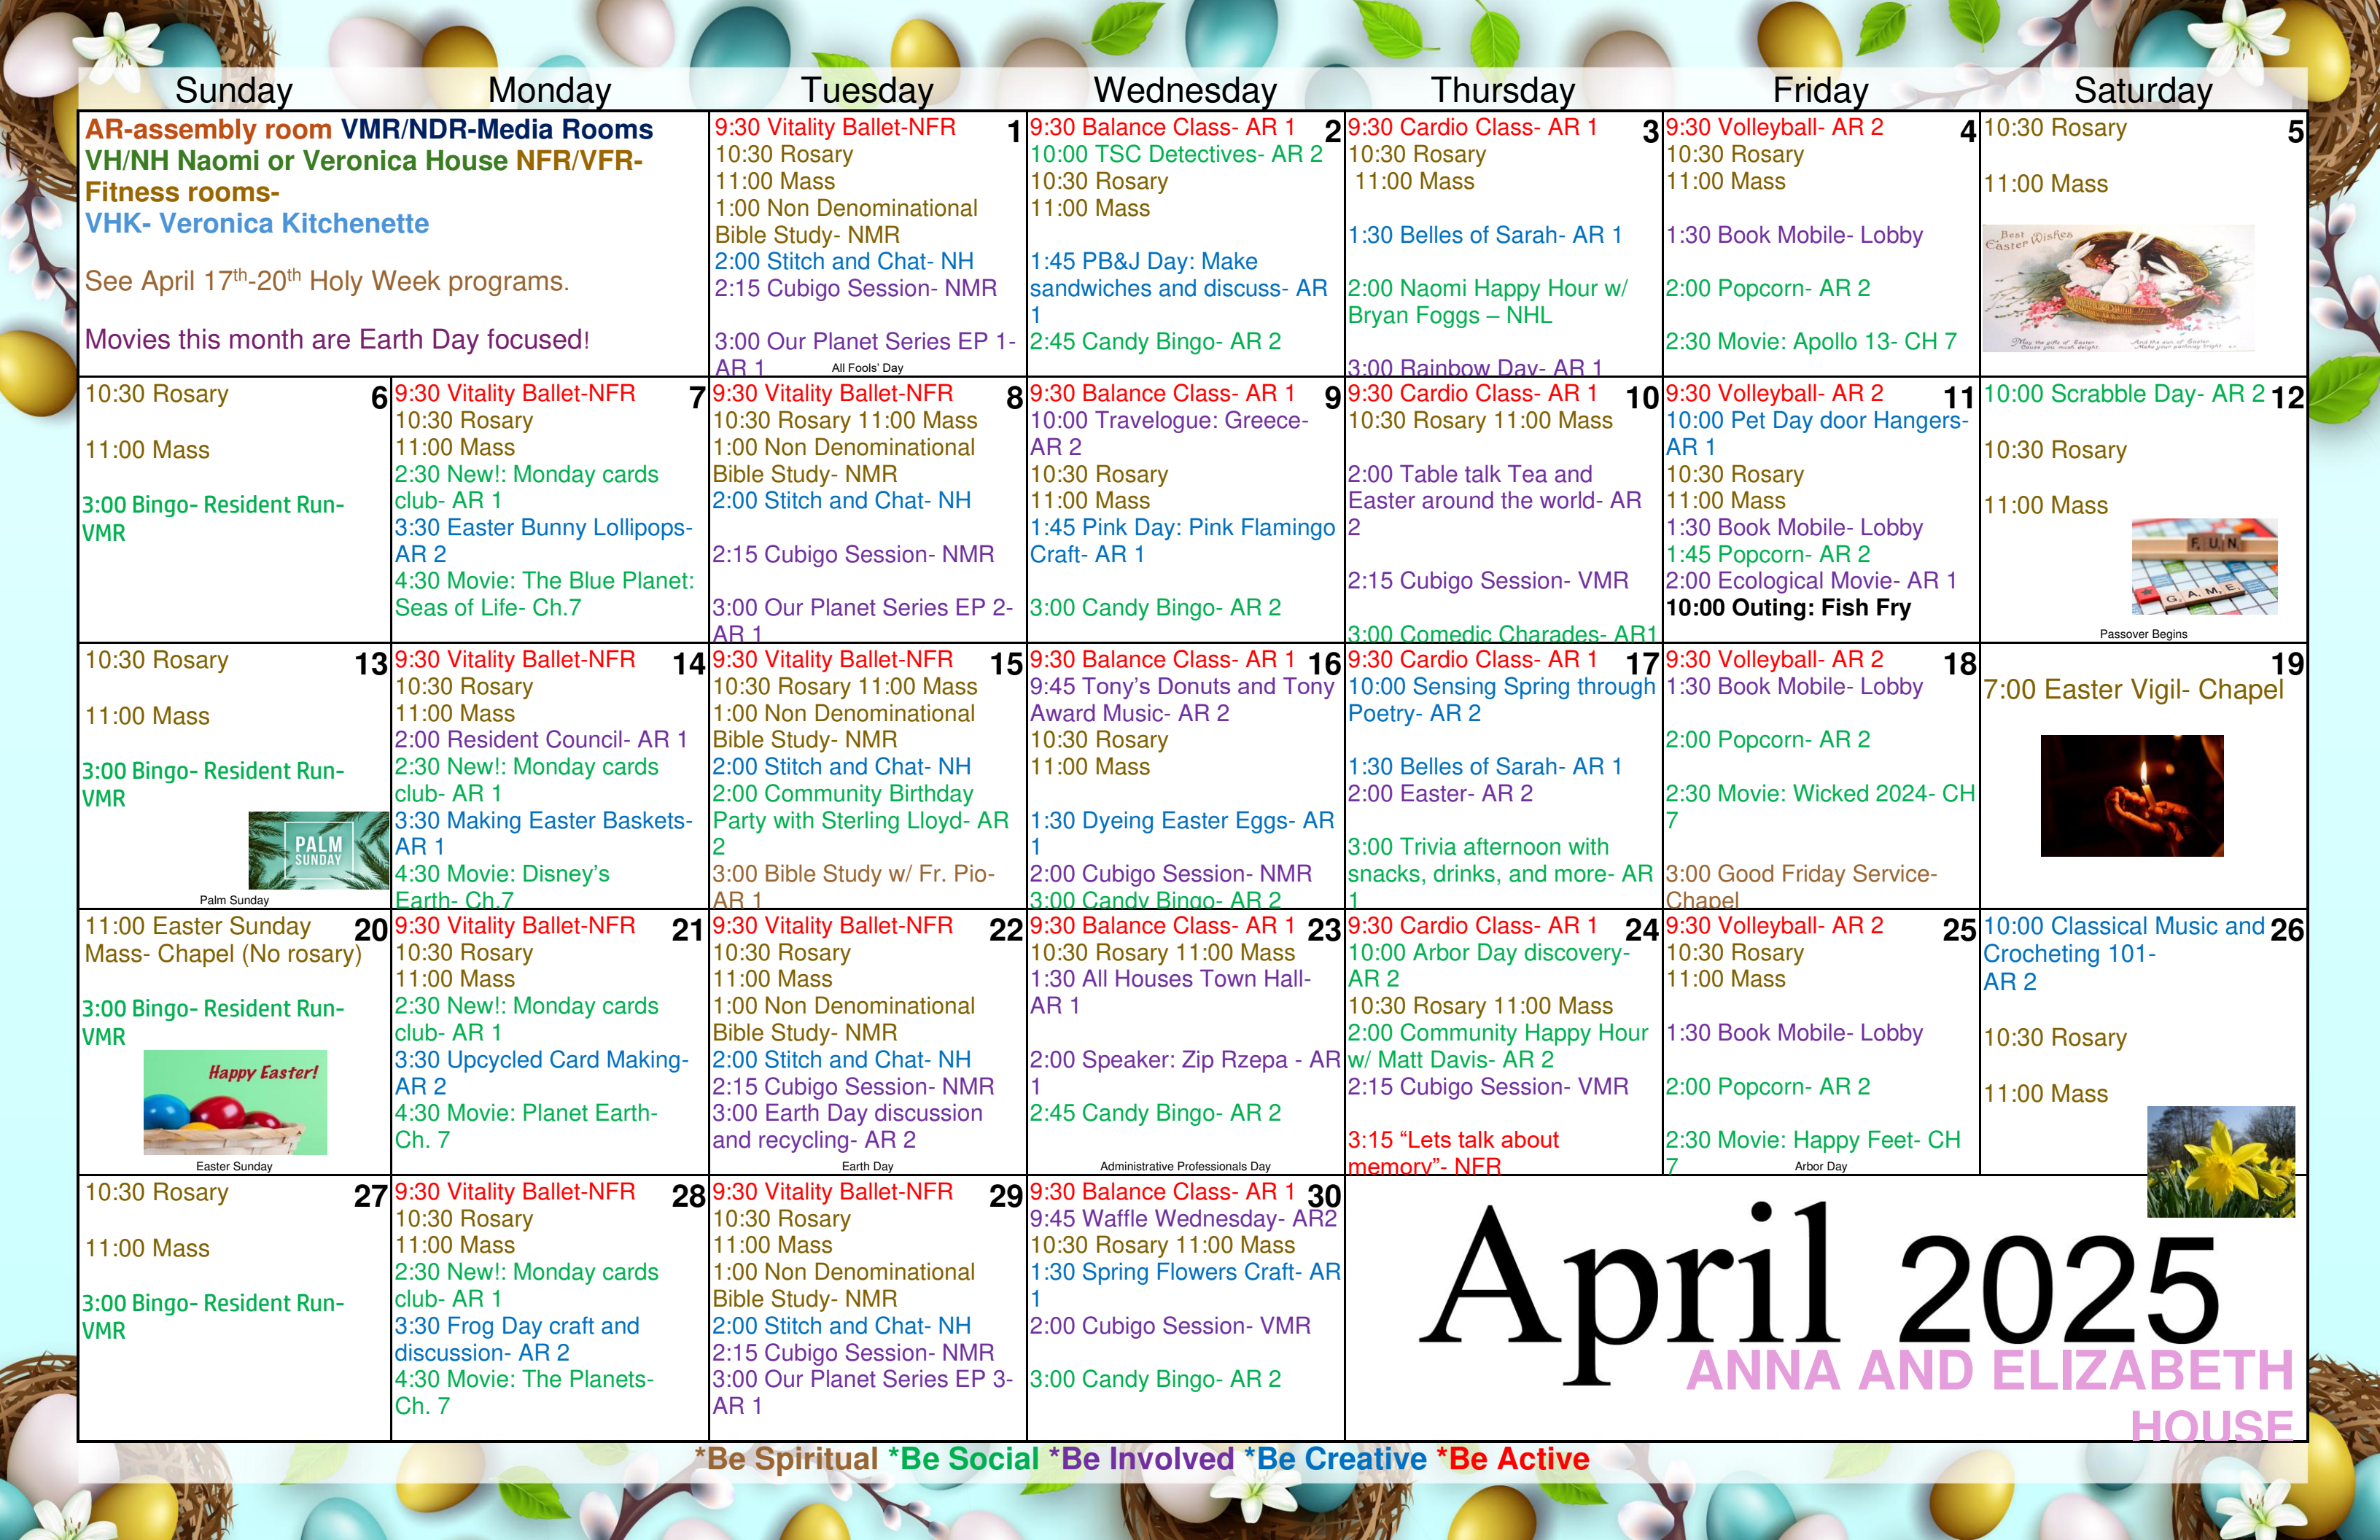 Sunday Monday Tuesday Wednesday Thursday Friday Saturday
AR-assembly room VMR/NDR-Media Rooms
VH/NH Naomi or Veronica House NFR/VFR-
Fitness rooms-
VHK- Veronica Kitchenette
See April 17th-20th Holy Week programs.
Movies this month are Earth Day focused!
1
9:30 Vitality Ballet-NFR
10:30 Rosary
11:00 Mass
1:00 Non Denominational
Bible Study- NMR
2:00 Stitch and Chat- NH
2:15 Cubigo Session- NMR
3:00 Our Planet Series EP 1-
AR 1
All Fools' Day
2
9:30 Balance Class- AR 1
10:00 TSC Detectives- AR 2
10:30 Rosary
11:00 Mass
1:45 PB&J Day: Make
sandwiches and discuss- AR
1
2:45 Candy Bingo- AR 2
3
9:30 Cardio Class- AR 1
10:30 Rosary
11:00 Mass
1:30 Belles of Sarah- AR 1
2:00 Naomi Happy Hour w/
Bryan Foggs – NHL
3:00 Rainbow Day- AR 1
4
9:30 Volleyball- AR 2
10:30 Rosary
11:00 Mass
1:30 Book Mobile- Lobby
2:00 Popcorn- AR 2
2:30 Movie: Apollo 13- CH 7
5
10:30 Rosary
11:00 Mass
Best
Easter Wishes
6
10:30 Rosary
11:00 Mass
3:00 Bingo- Resident Run-
VMR
7
9:30 Vitality Ballet-NFR
10:30 Rosary
11:00 Mass
2:30 New!: Monday cards
club- AR 1
3:30 Easter Bunny Lollipops-
AR 2
4:30 Movie: The Blue Planet:
Seas of Life- Ch.7
8
9:30 Vitality Ballet-NFR
10:30 Rosary 11:00 Mass
1:00 Non Denominational
Bible Study- NMR
2:00 Stitch and Chat- NH
2:15 Cubigo Session- NMR
3:00 Our Planet Series EP 2-
AR 1
9
9:30 Balance Class- AR 1
10:00 Travelogue: Greece-
AR 2
10:30 Rosary
11:00 Mass
1:45 Pink Day: Pink Flamingo
Craft- AR 1
3:00 Candy Bingo- AR 2
10
9:30 Cardio Class- AR 1
10:30 Rosary 11:00 Mass
2:00 Table talk Tea and
Easter around the world- AR
2
2:15 Cubigo Session- VMR
3:00 Comedic Charades- AR1
11
9:30 Volleyball- AR 2
10:00 Pet Day door Hangers-
AR 1
10:30 Rosary
11:00 Mass
1:30 Book Mobile- Lobby
1:45 Popcorn- AR 2
2:00 Ecological Movie- AR 1
10:00 Outing: Fish Fry
12
10:00 Scrabble Day- AR 2
10:30 Rosary
11:00 Mass
FUN
GAME
Passover Begins
13
10:30 Rosary
11:00 Mass
3:00 Bingo- Resident Run-
VMR
PALM
SUNDAY
Palm Sunday
14
9:30 Vitality Ballet-NFR
10:30 Rosary
11:00 Mass
2:00 Resident Council- AR 1
2:30 New!: Monday cards
club- AR 1
3:30 Making Easter Baskets-
AR 1
4:30 Movie: Disney's
Earth- Ch.7
15
9:30 Vitality Ballet-NFR
10:30 Rosary 11:00 Mass
1:00 Non Denominational
Bible Study- NMR
2:00 Stitch and Chat- NH
2:00 Community Birthday
Party with Sterling Lloyd- AR
2
3:00 Bible Study w/ Fr. Pio-
AR 1
16
9:30 Balance Class- AR 1
9:45 Tony's Donuts and Tony
Award Music- AR 2
10:30 Rosary
11:00 Mass
1:30 Dyeing Easter Eggs- AR
1
2:00 Cubigo Session- NMR
3:00 Candy Bingo- AR 2
17
9:30 Cardio Class- AR 1
10:00 Sensing Spring through
Poetry- AR 2
1:30 Belles of Sarah- AR 1
2:00 Easter- AR 2
3:00 Trivia afternoon with
snacks, drinks, and more- AR
1
18
9:30 Volleyball- AR 2
1:30 Book Mobile- Lobby
2:00 Popcorn- AR 2
2:30 Movie: Wicked 2024- CH
7
3:00 Good Friday Service-
Chapel
19
7:00 Easter Vigil- Chapel
20
11:00 Easter Sunday
Mass- Chapel (No rosary)
3:00 Bingo- Resident Run-
VMR
Happy Easter!
Easter Sunday
21
9:30 Vitality Ballet-NFR
10:30 Rosary
11:00 Mass
2:30 New!: Monday cards
club- AR 1
3:30 Upcycled Card Making-
AR 2
4:30 Movie: Planet Earth-
Ch. 7
22
9:30 Vitality Ballet-NFR
10:30 Rosary
11:00 Mass
1:00 Non Denominational
Bible Study- NMR
2:00 Stitch and Chat- NH
2:15 Cubigo Session- NMR
3:00 Earth Day discussion
and recycling- AR 2
Earth Day
23
9:30 Balance Class- AR 1
10:30 Rosary 11:00 Mass
1:30 All Houses Town Hall-
AR 1
2:00 Speaker: Zip Rzepa - AR
1
2:45 Candy Bingo- AR 2
Administrative Professionals Day
24
9:30 Cardio Class- AR 1
10:00 Arbor Day discovery-
AR 2
10:30 Rosary 11:00 Mass
2:00 Community Happy Hour
w/ Matt Davis- AR 2
2:15 Cubigo Session- VMR
3:15 “Lets talk about
memory”- NFR
25
9:30 Volleyball- AR 2
10:30 Rosary
11:00 Mass
1:30 Book Mobile- Lobby
2:00 Popcorn- AR 2
2:30 Movie: Happy Feet- CH
7
Arbor Day
26
10:00 Classical Music and
Crocheting 101-
AR 2
10:30 Rosary
11:00 Mass
27
10:30 Rosary
11:00 Mass
3:00 Bingo- Resident Run-
VMR
28
9:30 Vitality Ballet-NFR
10:30 Rosary
11:00 Mass
2:30 New!: Monday cards
club- AR 1
3:30 Frog Day craft and
discussion- AR 2
4:30 Movie: The Planets-
Ch. 7
29
9:30 Vitality Ballet-NFR
10:30 Rosary
11:00 Mass
1:00 Non Denominational
Bible Study- NMR
2:00 Stitch and Chat- NH
2:15 Cubigo Session- NMR
3:00 Our Planet Series EP 3-
AR 1
30
9:30 Balance Class- AR 1
9:45 Waffle Wednesday- AR2
10:30 Rosary 11:00 Mass
1:30 Spring Flowers Craft- AR
1
2:00 Cubigo Session- VMR
3:00 Candy Bingo- AR 2
April 2025
ANNA AND ELIZABETH
HOUSE
*Be Spiritual *Be Social *Be Involved *Be Creative *Be Active